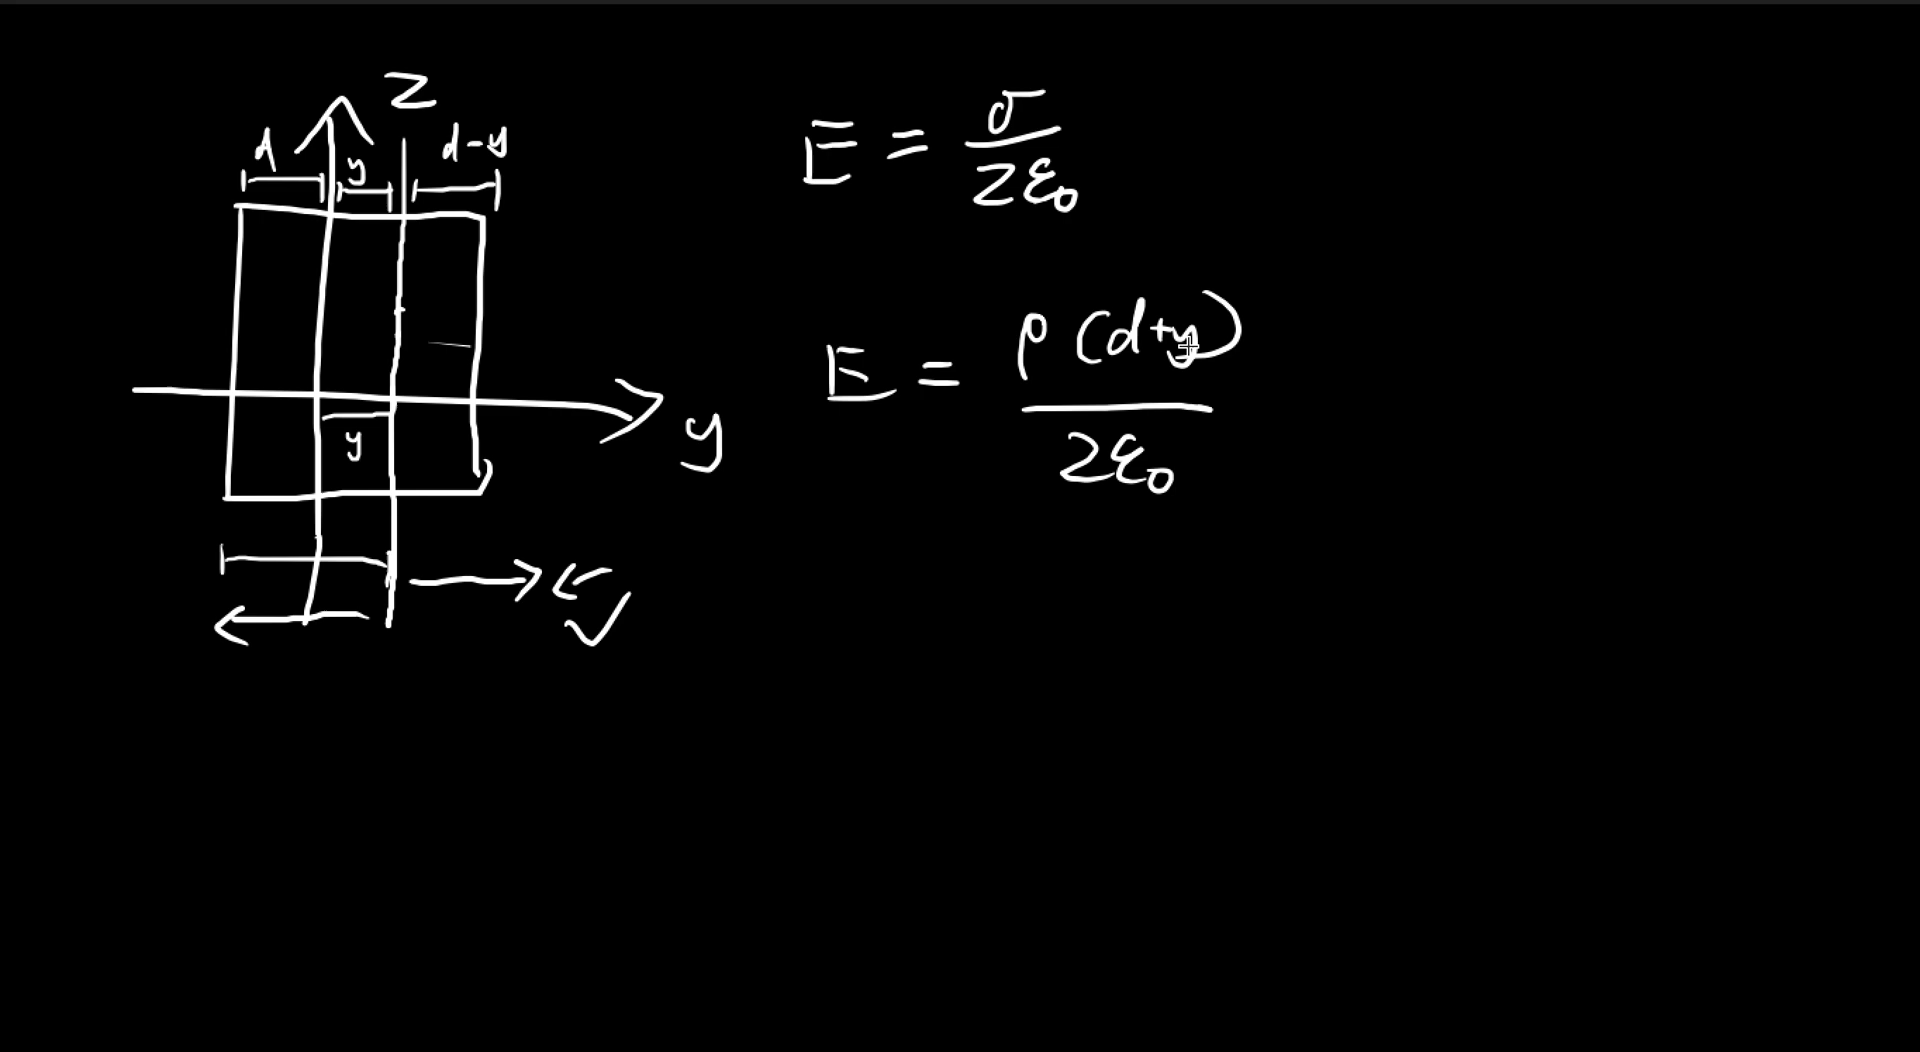 z
d y d-y
E = σ/2ε₀
E = ρ(d+y)/2ε₀
y
y